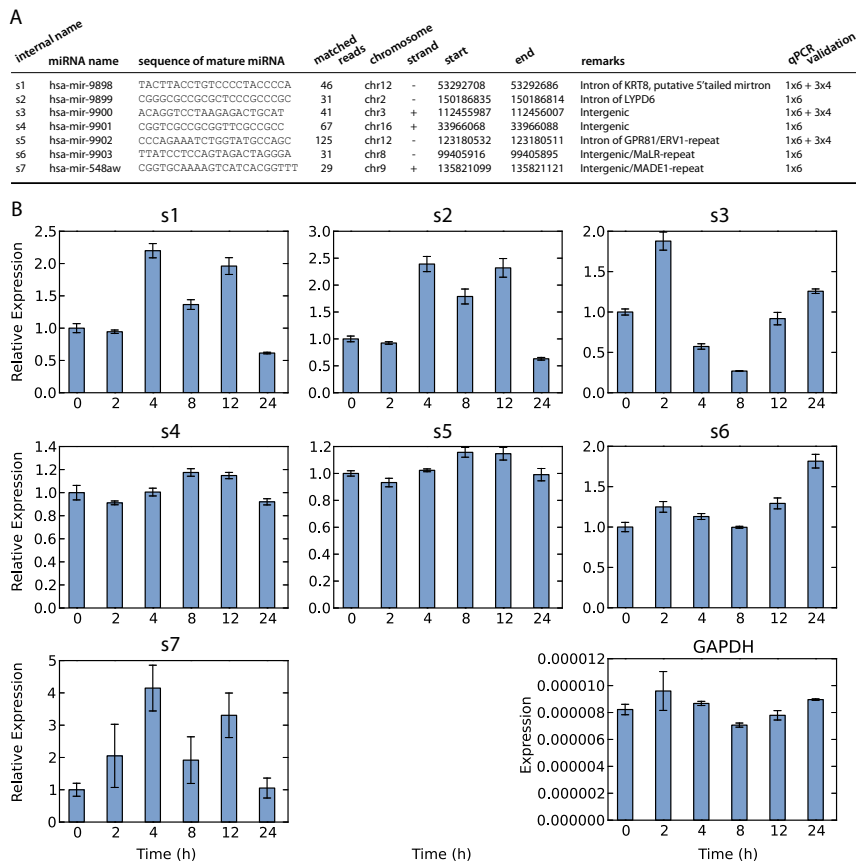 A
internal name miRNA name sequence of mature miRNA matched reads chromosome strand start end remarks qPCR validation
s1 hsa-mir-9898 TACTTACCTGTCCCCTACCCCA 46 chr12 - 53292708 53292686 Intron of KRT8, putative 5'tailed mirtron 1x6 + 3x4
s2 hsa-mir-9899 CGGGCGCCGCGCTCCCGCCCGC 31 chr2 - 150186835 150186814 Intron of LYPD6 1x6
s3 hsa-mir-9900 ACAGGTCCTAAGAGACTGCAT 41 chr3 + 112455987 112456007 Intergenic 1x6 + 3x4
s4 hsa-mir-9901 CGGTCGCGCGGTTCGCCGCC 67 chr16 + 33966068 33966088 Intergenic 1x6
s5 hsa-mir-9902 CCCAGAAATCTGGTATGCCAGC 125 chr12 - 123180532 123180511 Intron of GPR81/ERV1-repeat 1x6 + 3x4
s6 hsa-mir-9903 TTATCCTCCAGTAGACTAGGGA 31 chr8 - 99405916 99405895 Intergenic/MaLR-repeat 1x6
s7 hsa-mir-548aw CGGTGCAAAAGTCATCACGGTTT 29 chr9 + 135821099 135821121 Intergenic/MADE1-repeat 1x6
B
s1
Relative Expression
2.5
2.0
1.5
1.0
0.5
0.0
0 2 4 8 12 24
s2
3.0
2.5
2.0
1.5
1.0
0.5
0.0
0 2 4 8 12 24
s3
2.0
1.5
1.0
0.5
0.0
0 2 4 8 12 24
s4
Relative Expression
1.4
1.2
1.0
0.8
0.6
0.4
0.2
0.0
0 2 4 8 12 24
s5
1.2
1.0
0.8
0.6
0.4
0.2
0.0
0 2 4 8 12 24
s6
2.0
1.5
1.0
0.5
0.0
0 2 4 8 12 24
s7
Relative Expression
5
4
3
2
1
0
0 2 4 8 12 24
Time (h)
Time (h)
GAPDH
Expression
0.000012
0.000010
0.000008
0.000006
0.000004
0.000002
0.000000
0 2 4 8 12 24
Time (h)